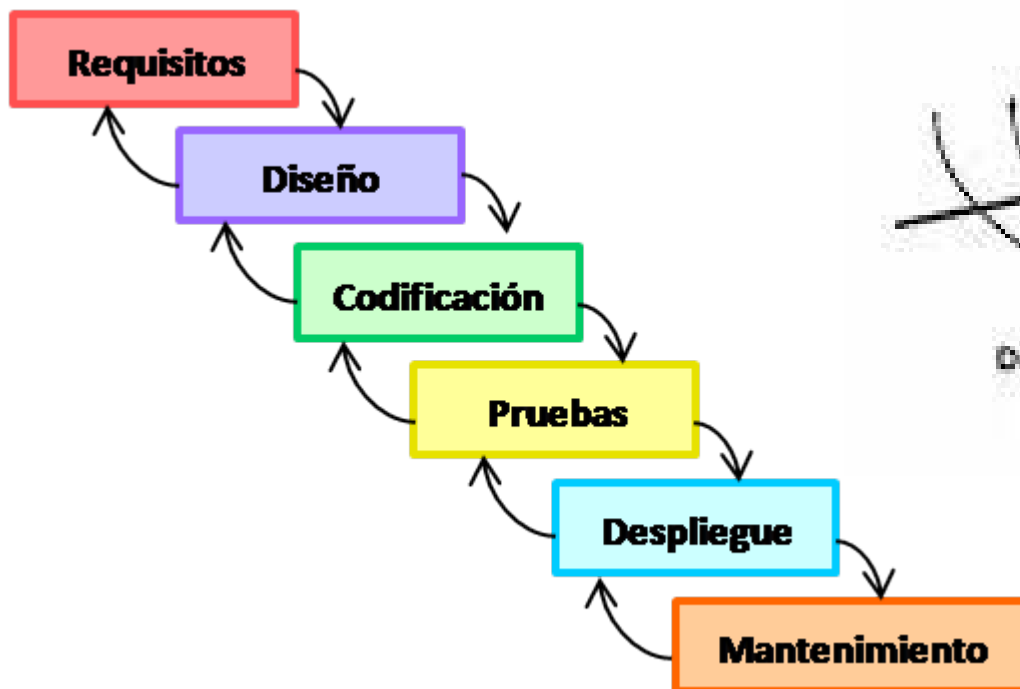 Requisitos
Diseño
Codificación
Pruebas
Despliegue
Mantenimiento